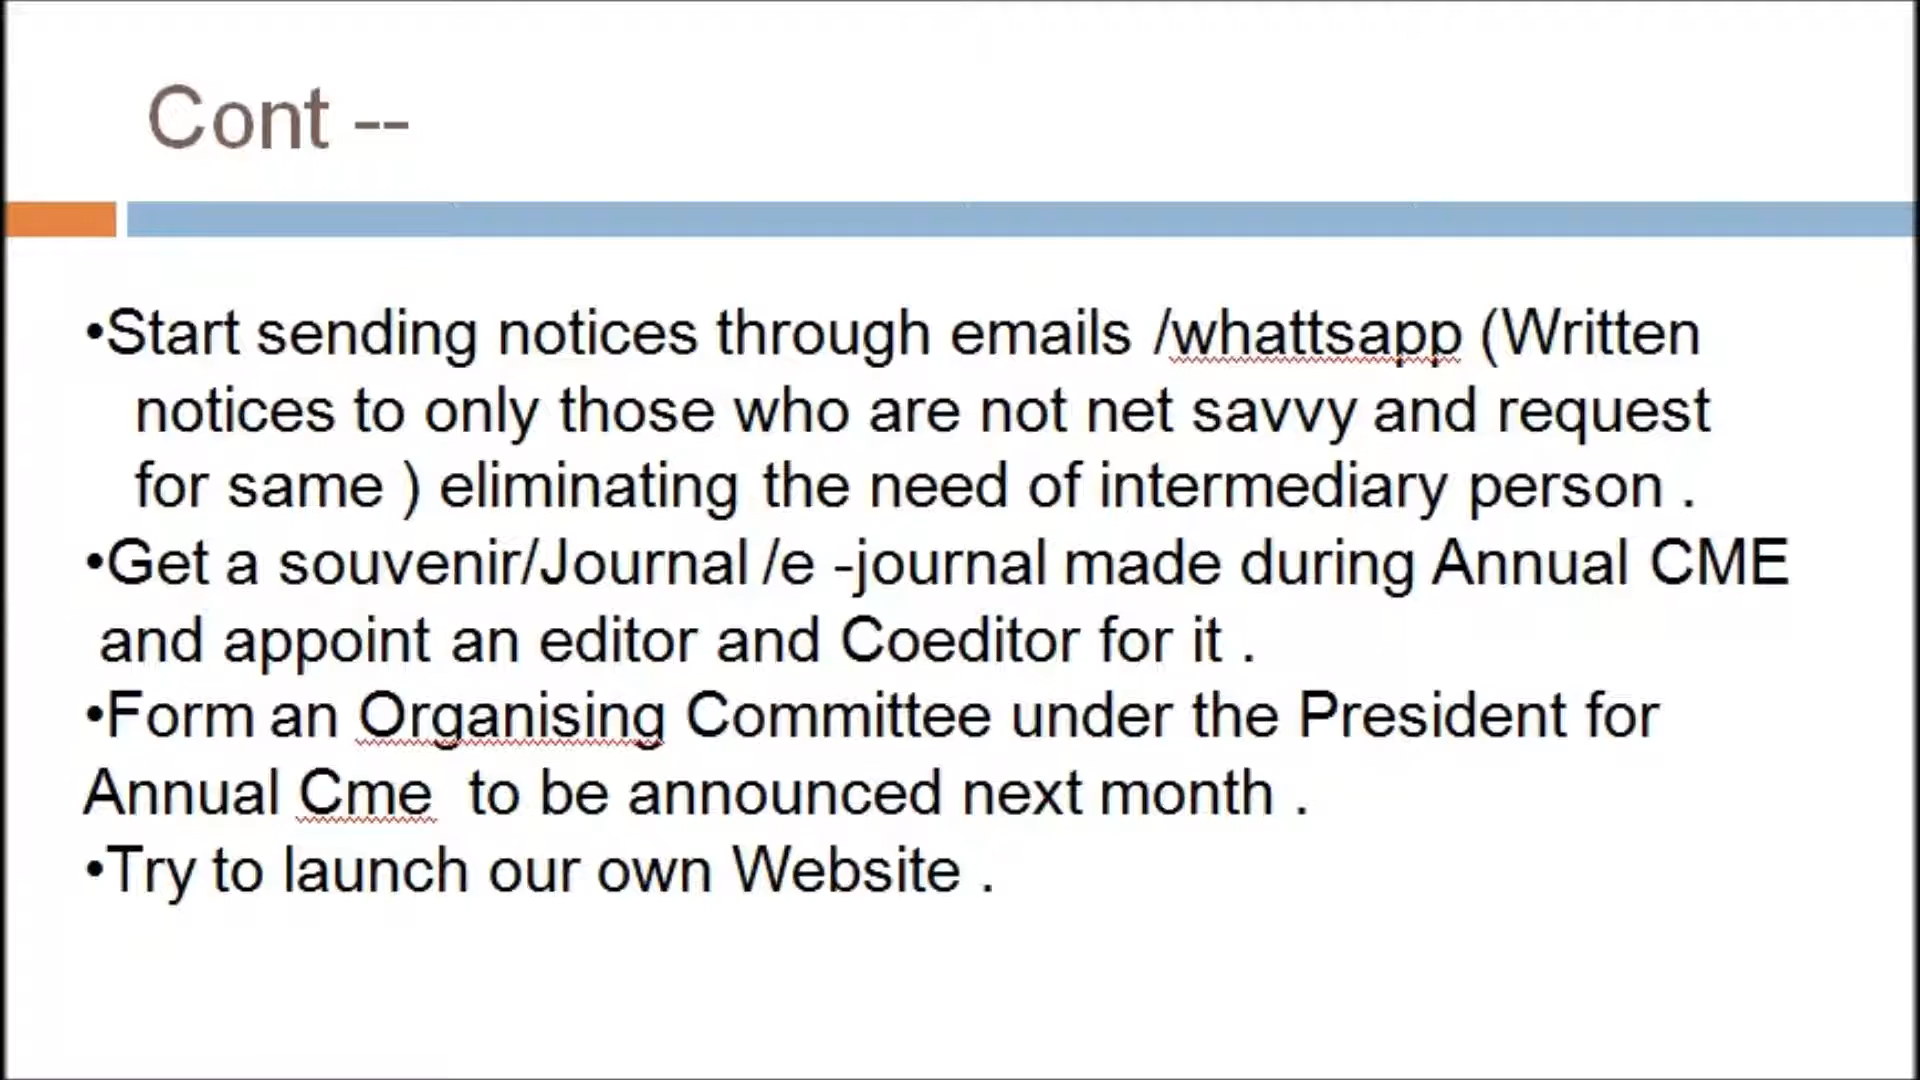 Cont --
•Start sending notices through emails /whattsapp (Written
notices to only those who are not net savvy and request
for same ) eliminating the need of intermediary person .
•Get a souvenir/Journal /e -journal made during Annual CME
and appoint an editor and Coeditor for it .
•Form an Organising Committee under the President for
Annual Cme  to be announced next month .
•Try to launch our own Website .